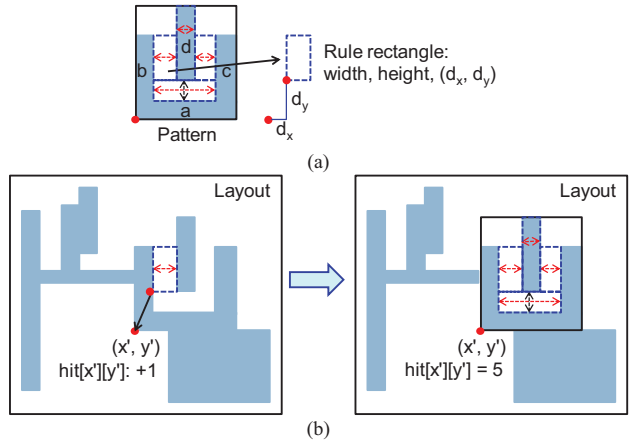 d
b
c
a
Pattern
Rule rectangle:
width, height, (dx, dy)
dy
dx
(a)
Layout
(x', y')
hit[x'][y']: +1
Layout
(x', y')
hit[x'][y'] = 5
(b)